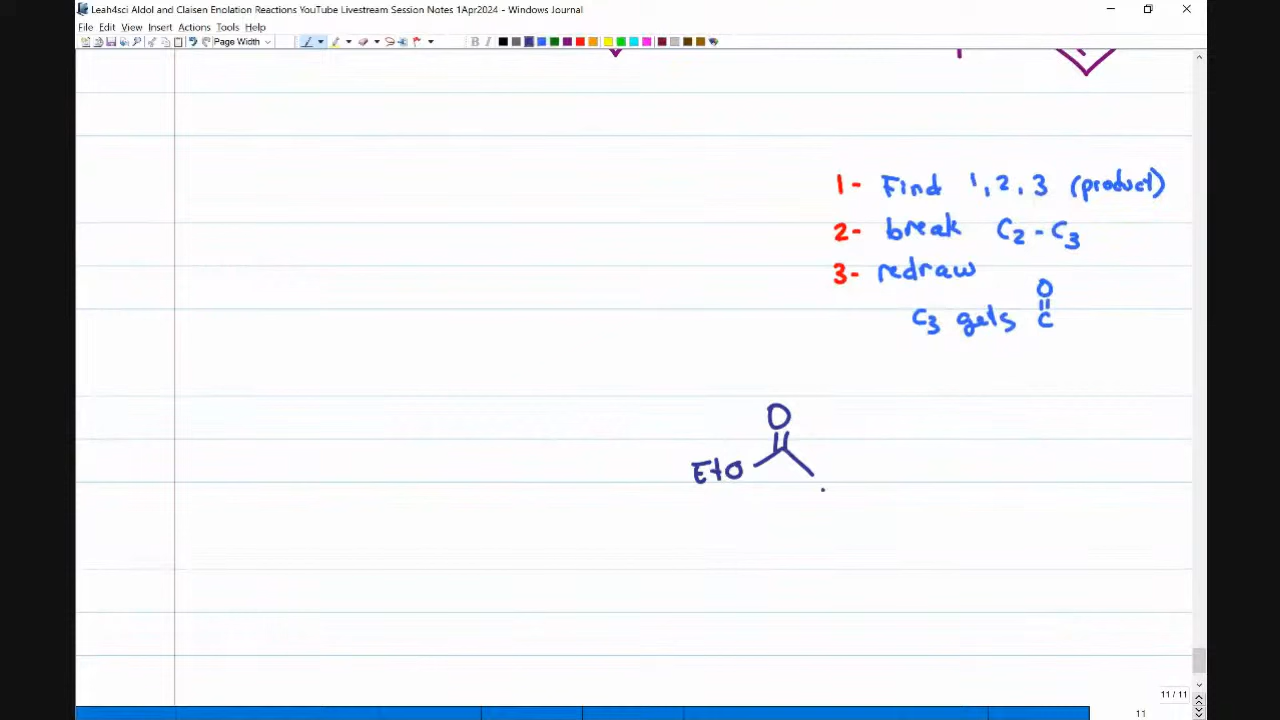 Leah4sci Aldol and Claisen Enolation Reactions YouTube Livestream Session Notes 1Apr2024 - Windows Journal
File Edit View Insert Actions Tools Help
Page Width
B I
1- Find 1, 2, 3 (product)
2- break C2 - C3
3- redraw
O
C3 gets C
O
EtO
11 / 11
11